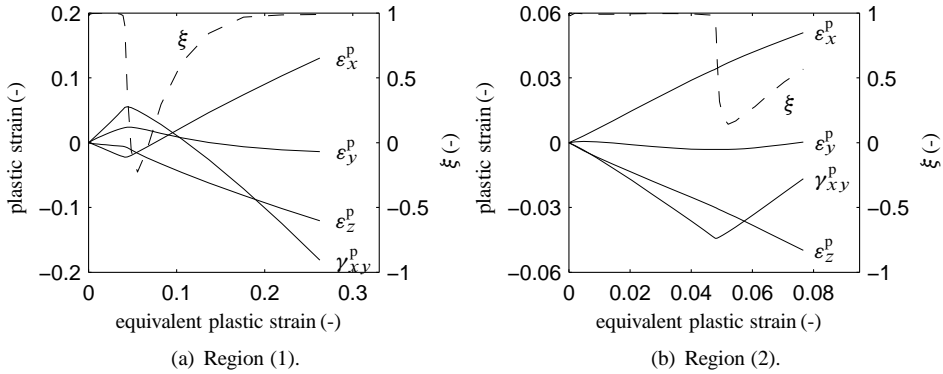 0.2
0.1
0
−0.1
−0.2
plastic strain (-)
1
0.5
0
−0.5
−1
ξ (-)
ξ
ε_x^p
ε_y^p
ε_z^p
γ_xy^p
0 0.1 0.2 0.3
equivalent plastic strain (-)
(a) Region (1).
0.06
0.03
0
−0.03
−0.06
plastic strain (-)
1
0.5
0
−0.5
−1
ξ (-)
ε_x^p
ξ
ε_y^p
γ_xy^p
ε_z^p
0 0.02 0.04 0.06 0.08
equivalent plastic strain (-)
(b) Region (2).